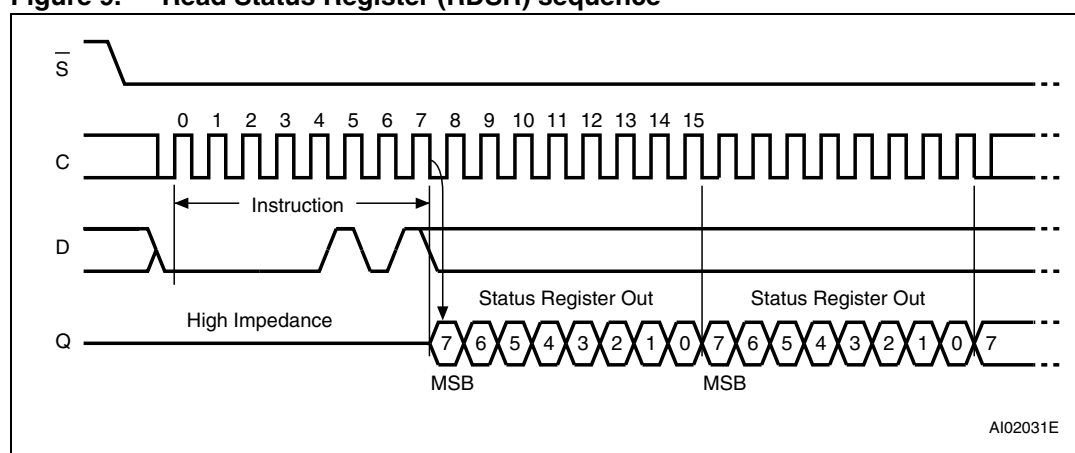 Figure 9. Read Status Register (RDSR) sequence
S
0 1 2 3 4 5 6 7 8 9 10 11 12 13 14 15
C
Instruction
D
Status Register Out Status Register Out
High Impedance
Q
7 6 5 4 3 2 1 0 7 6 5 4 3 2 1 0 7
MSB MSB
AI02031E